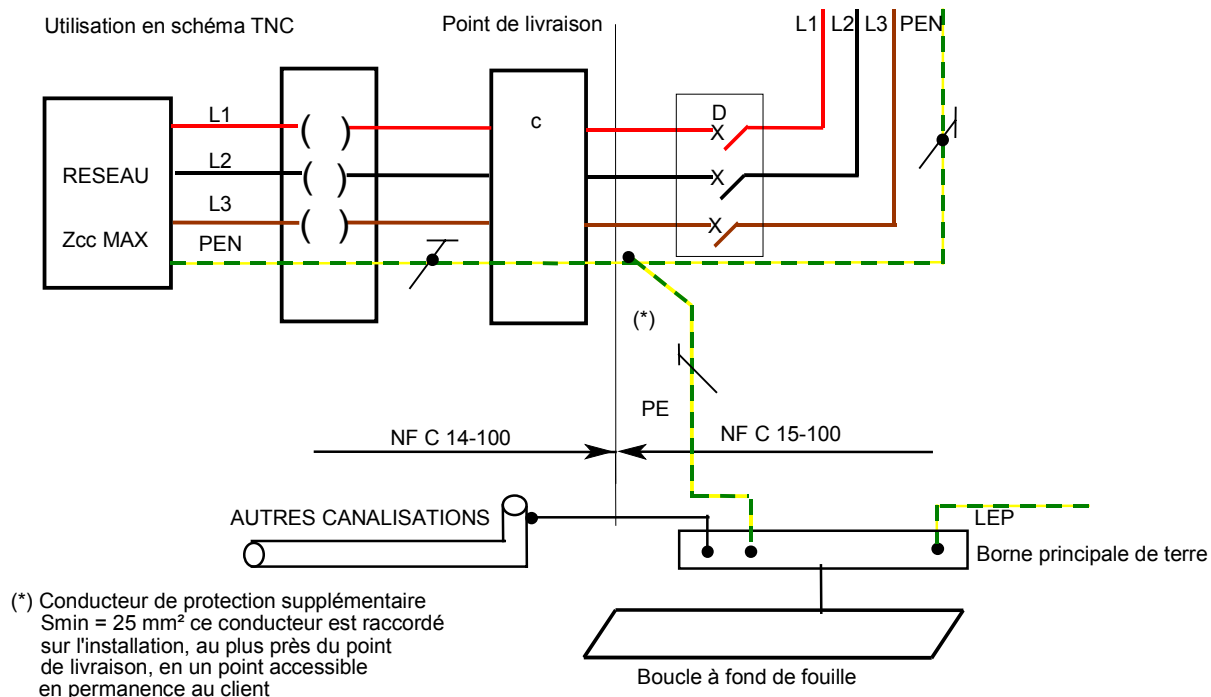 Utilisation en schéma TNC
Point de livraison
L1 L2 L3 PEN
L1
c
D
X
RESEAU
L2
X
L3
X
Zcc MAX
PEN
(*)
PE
NF C 14-100
NF C 15-100
AUTRES CANALISATIONS
LEP
Borne principale de terre
(*) Conducteur de protection supplémentaire
Smin = 25 mm² ce conducteur est raccordé
sur l'installation, au plus près du point
de livraison, en un point accessible
en permanence au client
Boucle à fond de fouille